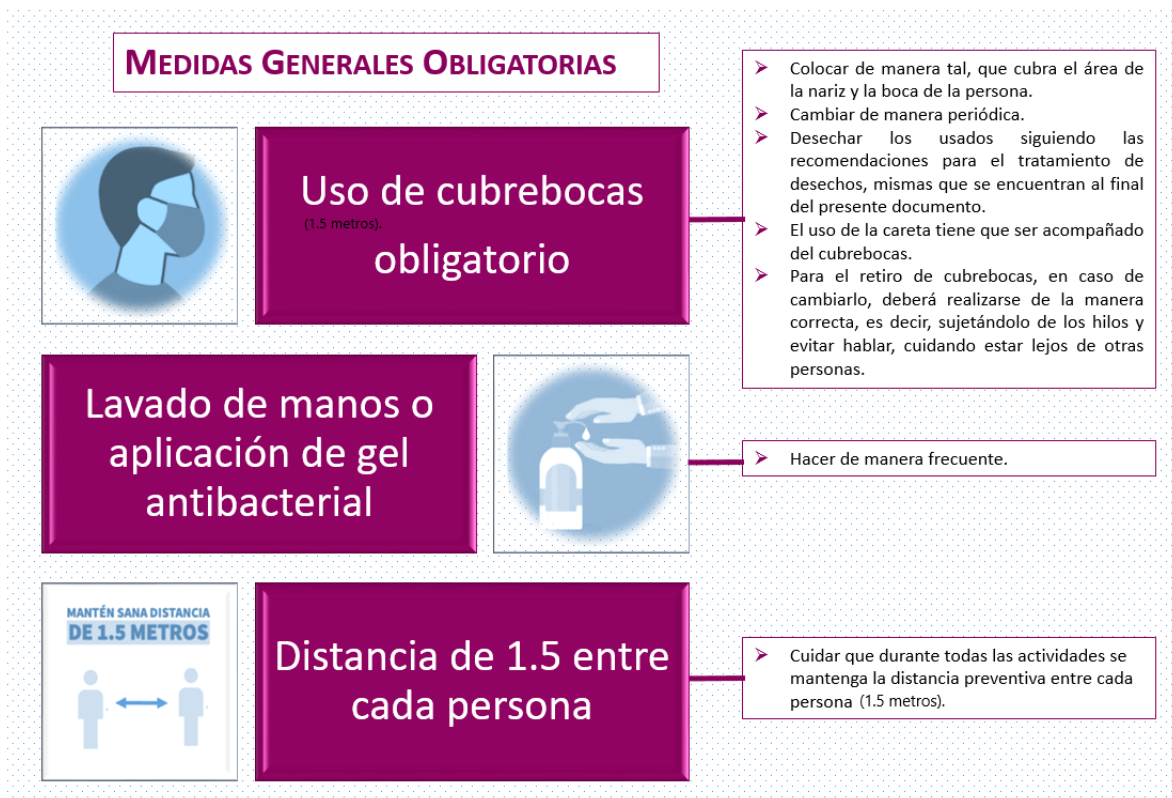 MEDIDAS GENERALES OBLIGATORIAS
Uso de cubrebocas
(1.5 metros).
obligatorio
➤ Colocar de manera tal, que cubra el área de
la nariz y la boca de la persona.
➤ Cambiar de manera periódica.
➤ Desechar los usados siguiendo las
recomendaciones para el tratamiento de
desechos, mismas que se encuentran al final
del presente documento.
➤ El uso de la careta tiene que ser acompañado
del cubrebocas.
➤ Para el retiro de cubrebocas, en caso de
cambiarlo, deberá realizarse de la manera
correcta, es decir, sujetándolo de los hilos y
evitar hablar, cuidando estar lejos de otras
personas.
Lavado de manos o
aplicación de gel
antibacterial
➤ Hacer de manera frecuente.
MANTÉN SANA DISTANCIA
DE 1.5 METROS
Distancia de 1.5 entre
cada persona
➤ Cuidar que durante todas las actividades se
mantenga la distancia preventiva entre cada
persona (1.5 metros).